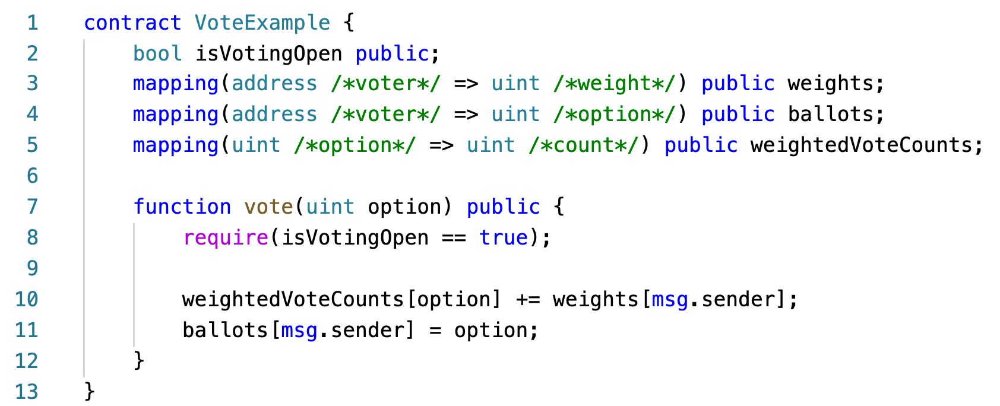 1 contract VoteExample {
2 bool isVotingOpen public;
3 mapping(address /*voter*/ => uint /*weight*/) public weights;
4 mapping(address /*voter*/ => uint /*option*/) public ballots;
5 mapping(uint /*option*/ => uint /*count*/) public weightedVoteCounts;
6
7 function vote(uint option) public {
8 require(isVotingOpen == true);
9
10 weightedVoteCounts[option] += weights[msg.sender];
11 ballots[msg.sender] = option;
12 }
13 }